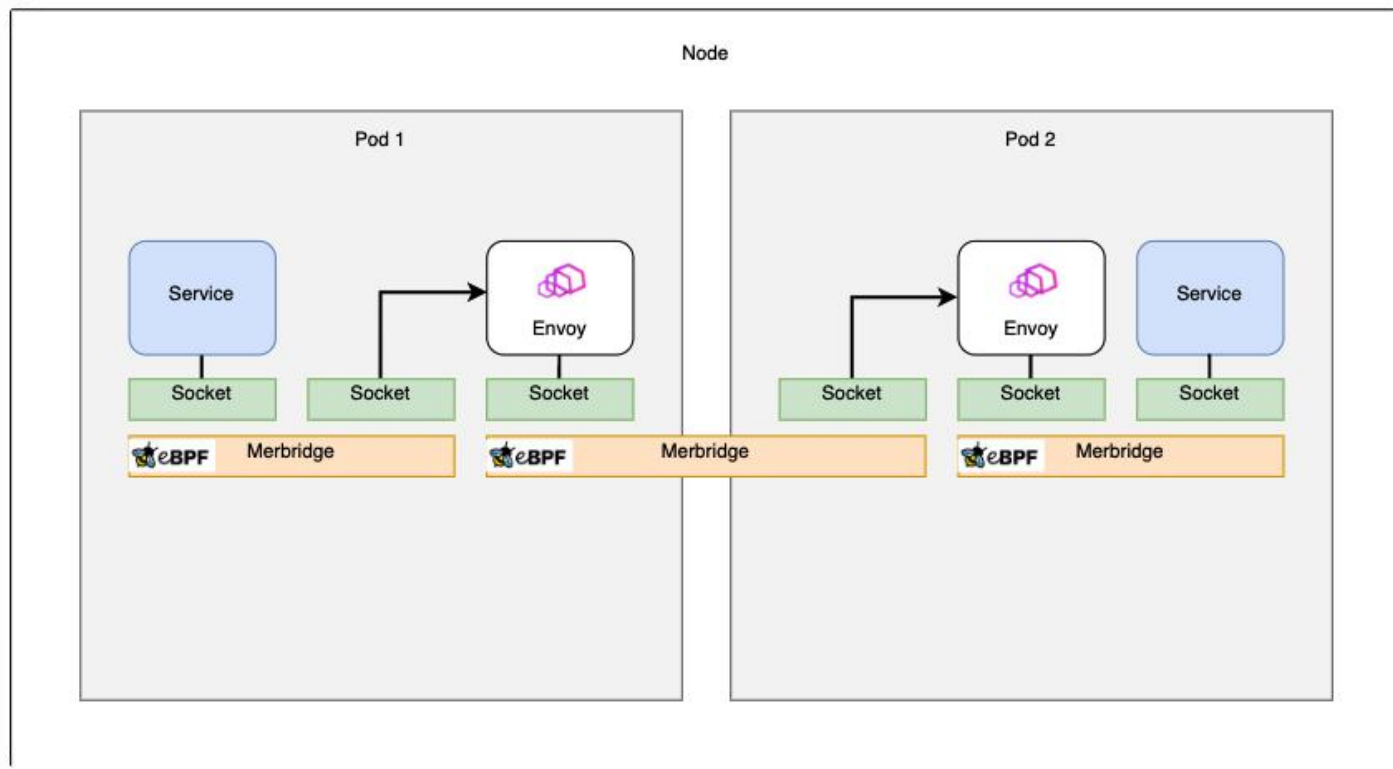 Node
Pod 1
Pod 2
Service
Envoy
Envoy
Service
Socket
Socket
Socket
Socket
Socket
Socket
eBPF
Merbridge
eBPF
Merbridge
eBPF
Merbridge